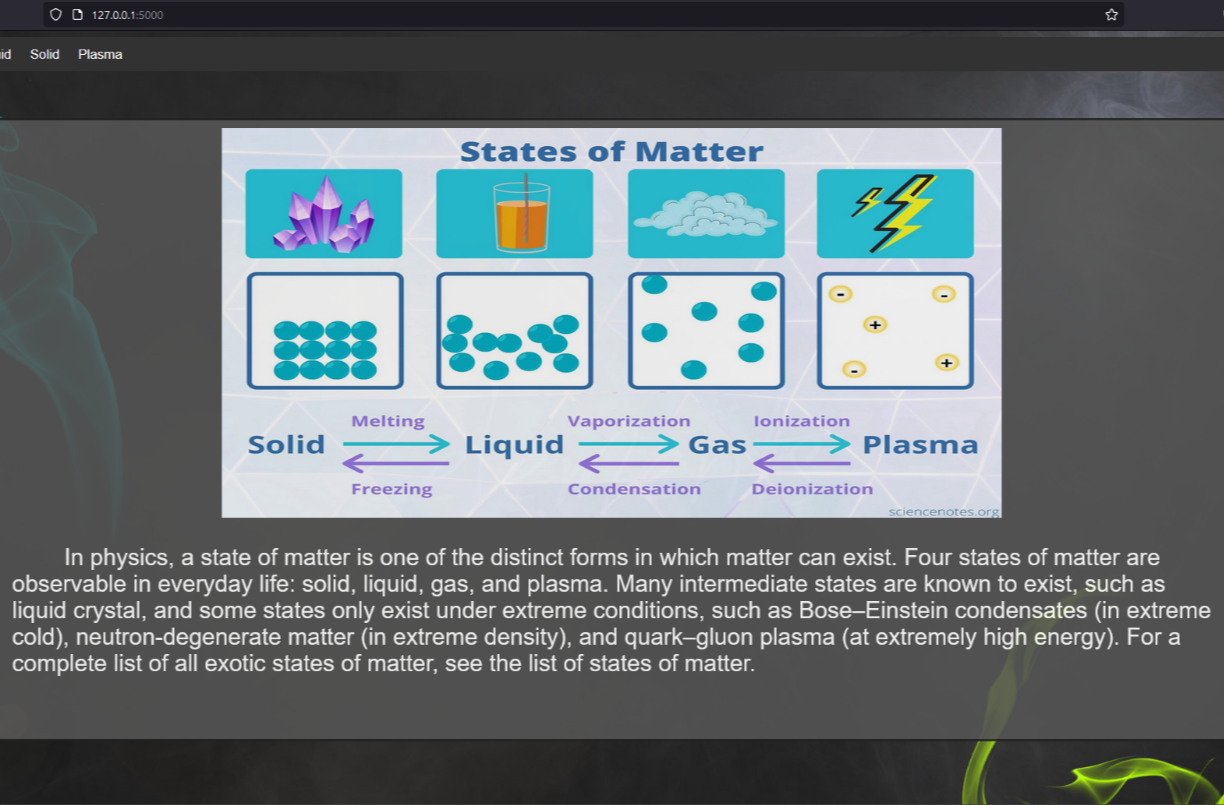 127.0.0.1:5000
id Solid Plasma
States of Matter
- -
+
- +
Melting Vaporization Ionization
Solid Liquid Gas Plasma
Freezing Condensation Deionization
sciencenotes.org
In physics, a state of matter is one of the distinct forms in which matter can exist. Four states of matter are
observable in everyday life: solid, liquid, gas, and plasma. Many intermediate states are known to exist, such as
liquid crystal, and some states only exist under extreme conditions, such as Bose–Einstein condensates (in extreme
cold), neutron-degenerate matter (in extreme density), and quark–gluon plasma (at extremely high energy). For a
complete list of all exotic states of matter, see the list of states of matter.